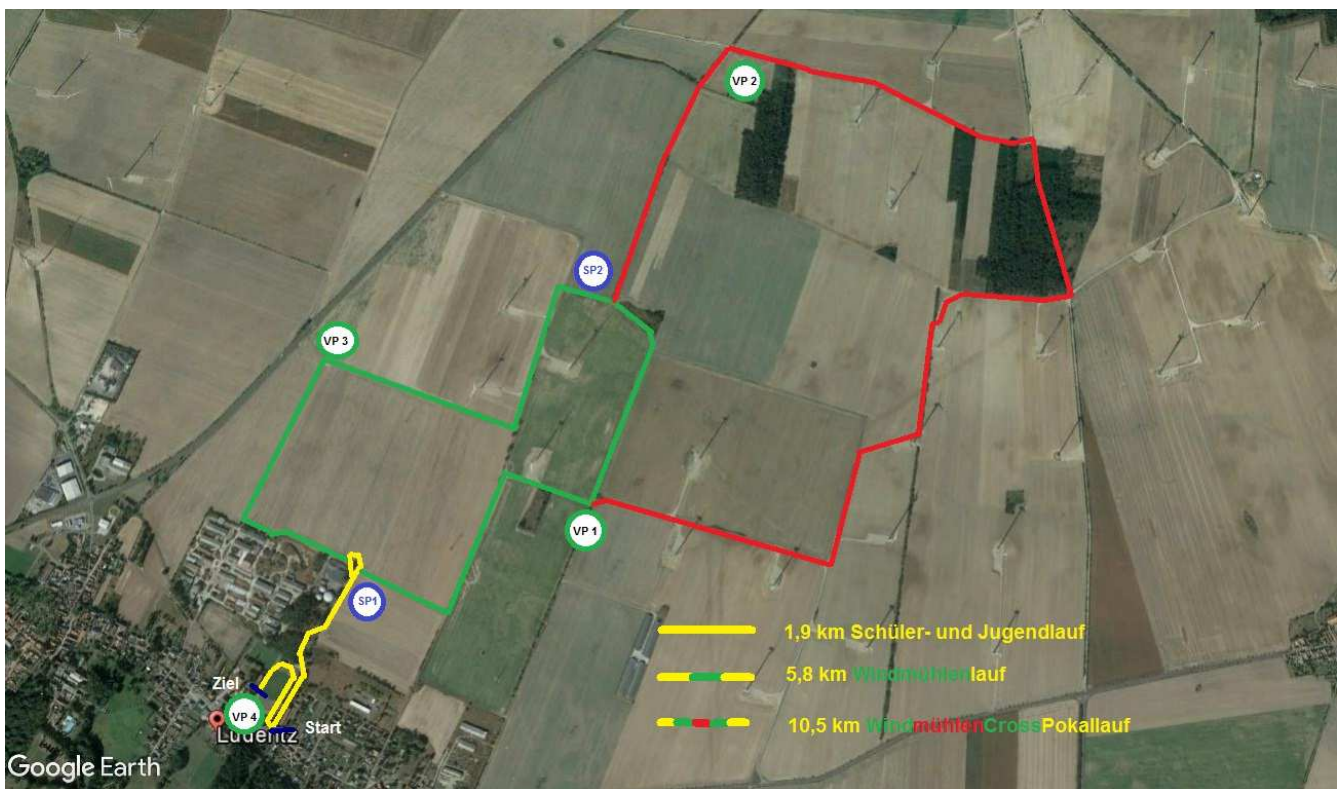 VP 2
SP2
VP 3
VP 1
SP1
1,9 km Schüler- und Jugendlauf
Ziel
5,8 km Windmühlenlauf
VP 4
Start
10,5 km WindmühlenCrossPokallauf
Lüderitz
Google Earth